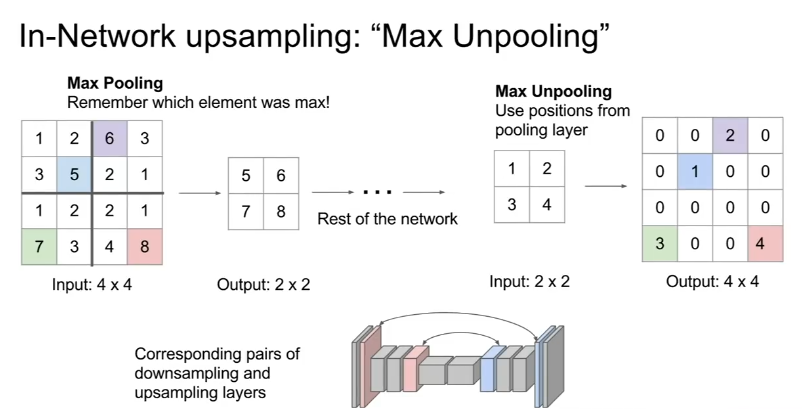 In-Network upsampling: “Max Unpooling”
Max Pooling
Remember which element was max!
1 2 6 3
3 5 2 1
1 2 2 1
7 3 4 8
Input: 4 x 4
5 6
7 8
Output: 2 x 2
...
Rest of the network
Max Unpooling
Use positions from
pooling layer
1 2
3 4
Input: 2 x 2
0 0 2 0
0 1 0 0
0 0 0 0
3 0 0 4
Output: 4 x 4
Corresponding pairs of
downsampling and
upsampling layers